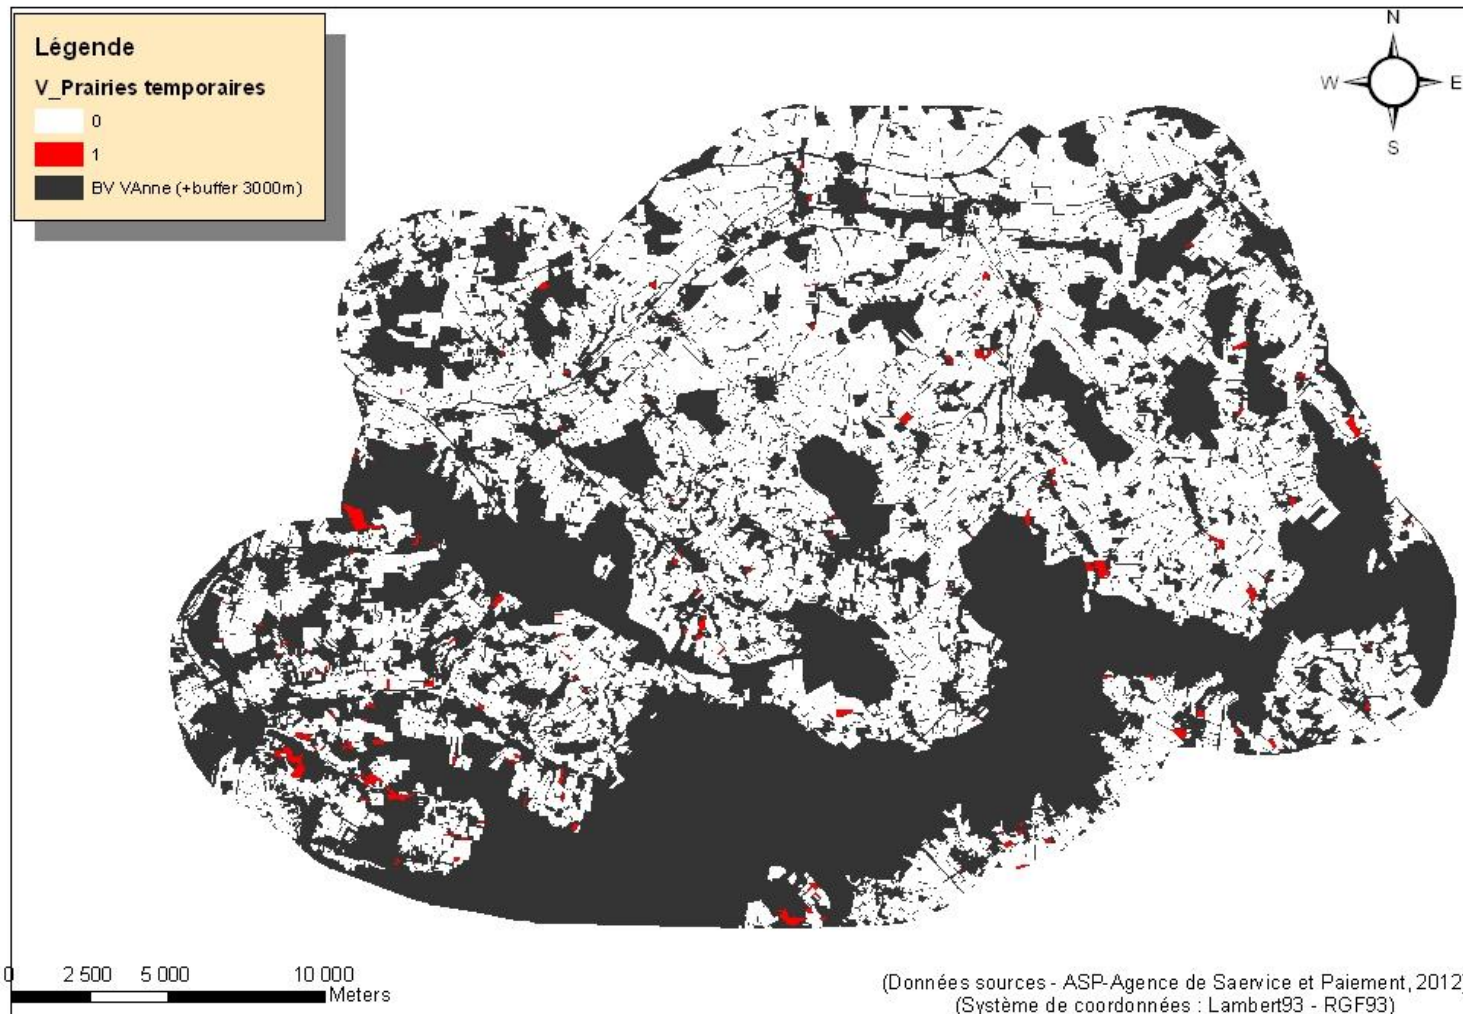 Légende
V_Prairies temporaires
0
1
BV VAnne (+buffer 3000m)
N
W E
S
0 2 500 5 000 10 000
Meters
(Données sources - ASP-Agence de Saervice et Paiement, 2012)
(Système de coordonnées : Lambert93 - RGF93)